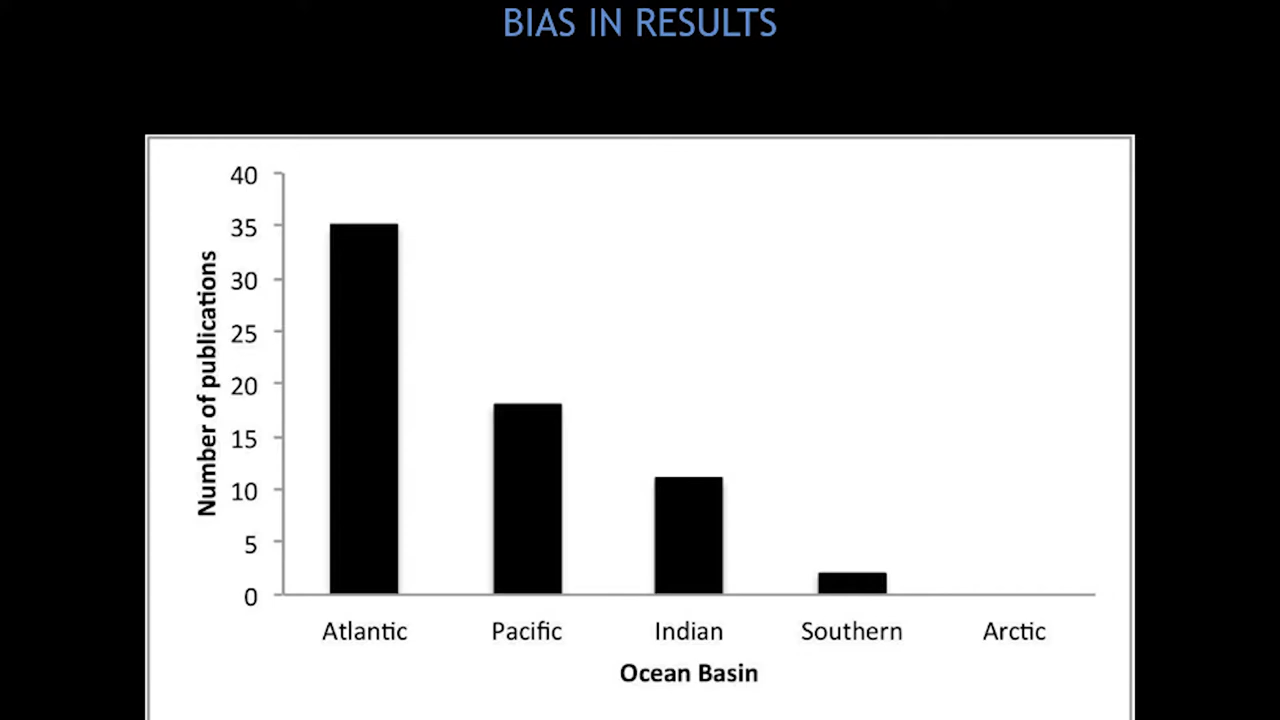 BIAS IN RESULTS
40
35
30
25
20
15
10
5
0
Number of publications
Atlantic Pacific Indian Southern Arctic
Ocean Basin